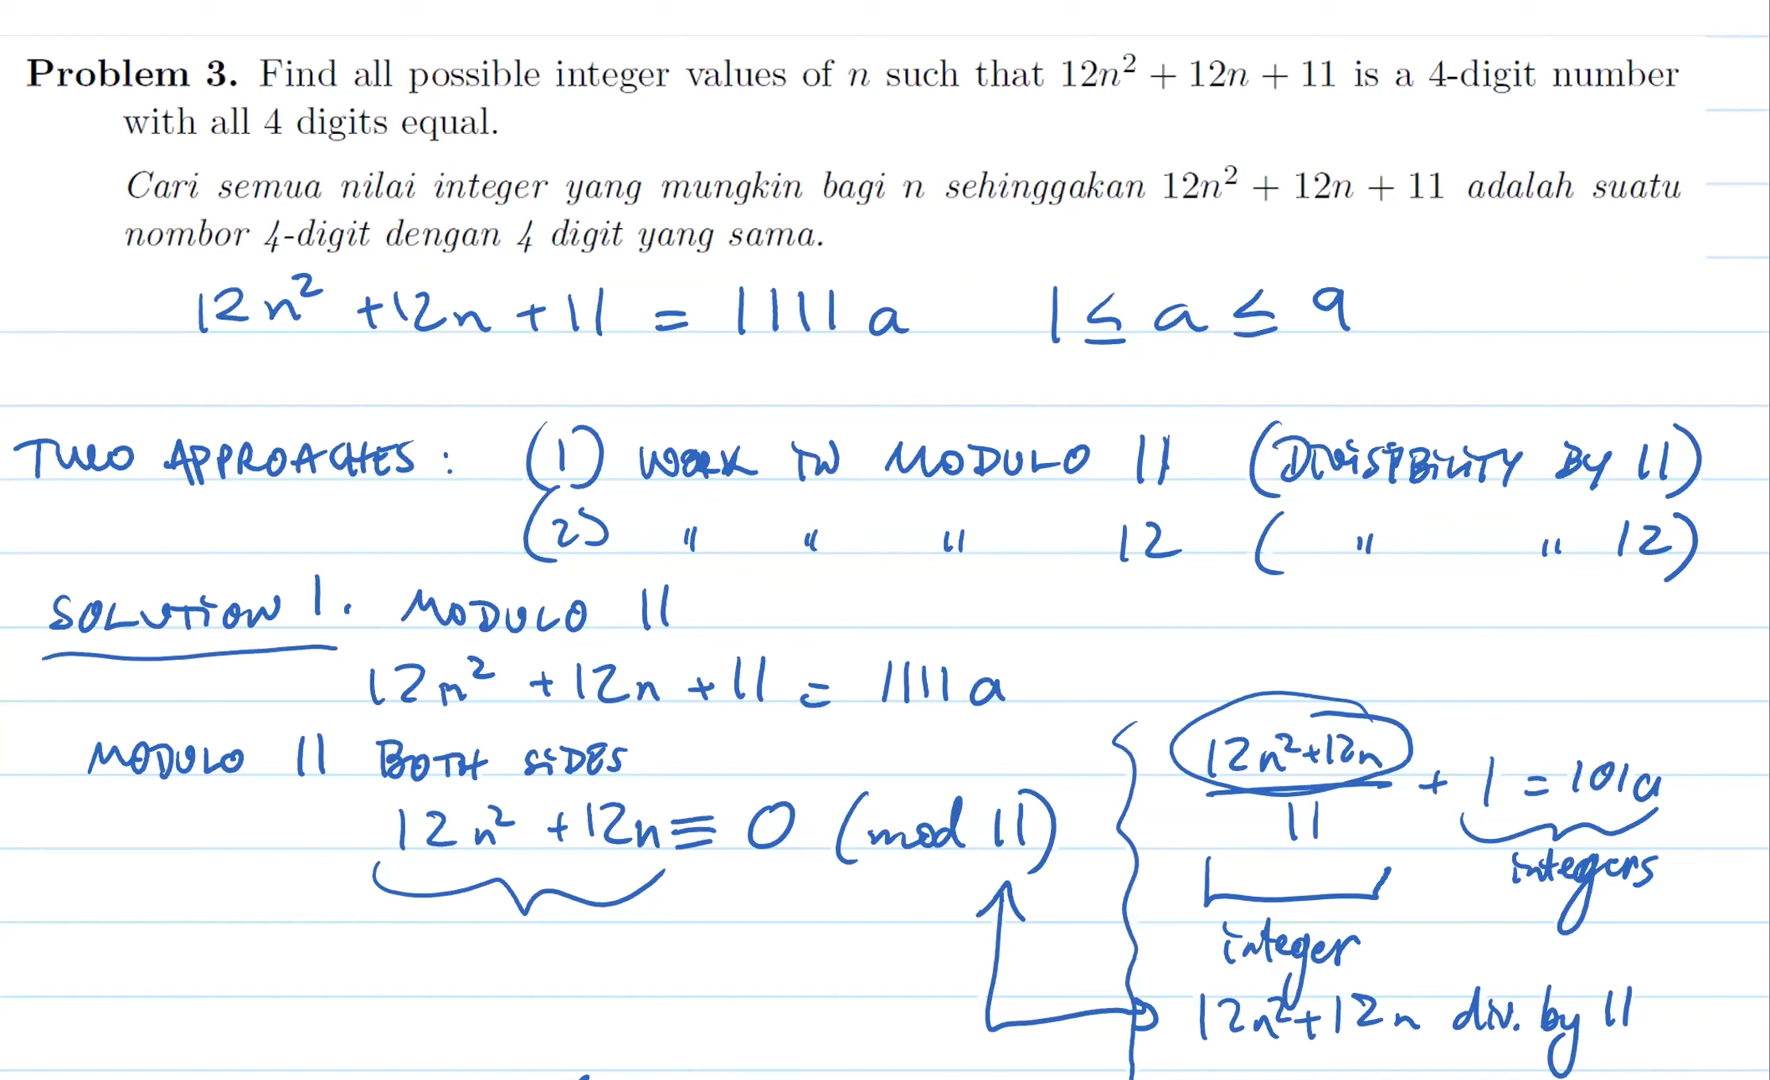 Problem 3. Find all possible integer values of n such that 12n² + 12n + 11 is a 4-digit number
with all 4 digits equal.
Cari semua nilai integer yang mungkin bagi n sehinggakan 12n² + 12n + 11 adalah suatu
nombor 4-digit dengan 4 digit yang sama.
12n² + 12n + 11 = 1111a 1 ≤ a ≤ 9
TWO APPROACHES : (1) WORK IN MODULO 11 (DIVISIBILITY BY 11)
(2) " " " 12 ( " " 12)
SOLUTION 1. MODULO 11
12n² + 12n + 11 = 1111a
MODULO 11 BOTH SIDES
12n² + 12n ≡ 0 (mod 11)
12n²+12n
11
+ 1 = 101a
integers
integer
12n²+12n div. by 11